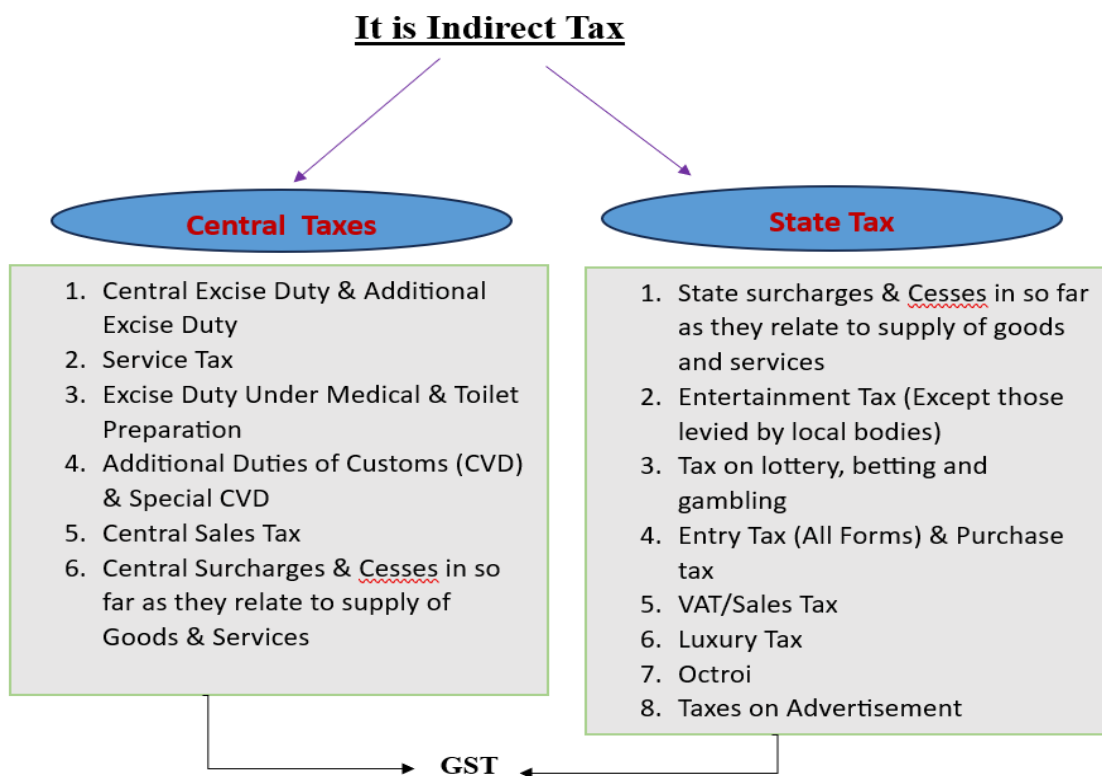 It is Indirect Tax
Central Taxes
1. Central Excise Duty & Additional
Excise Duty
2. Service Tax
3. Excise Duty Under Medical & Toilet
Preparation
4. Additional Duties of Customs (CVD)
& Special CVD
5. Central Sales Tax
6. Central Surcharges & Cesses in so
far as they relate to supply of
Goods & Services
State Tax
1. State surcharges & Cesses in so far
as they relate to supply of goods
and services
2. Entertainment Tax (Except those
levied by local bodies)
3. Tax on lottery, betting and
gambling
4. Entry Tax (All Forms) & Purchase
tax
5. VAT/Sales Tax
6. Luxury Tax
7. Octroi
8. Taxes on Advertisement
GST